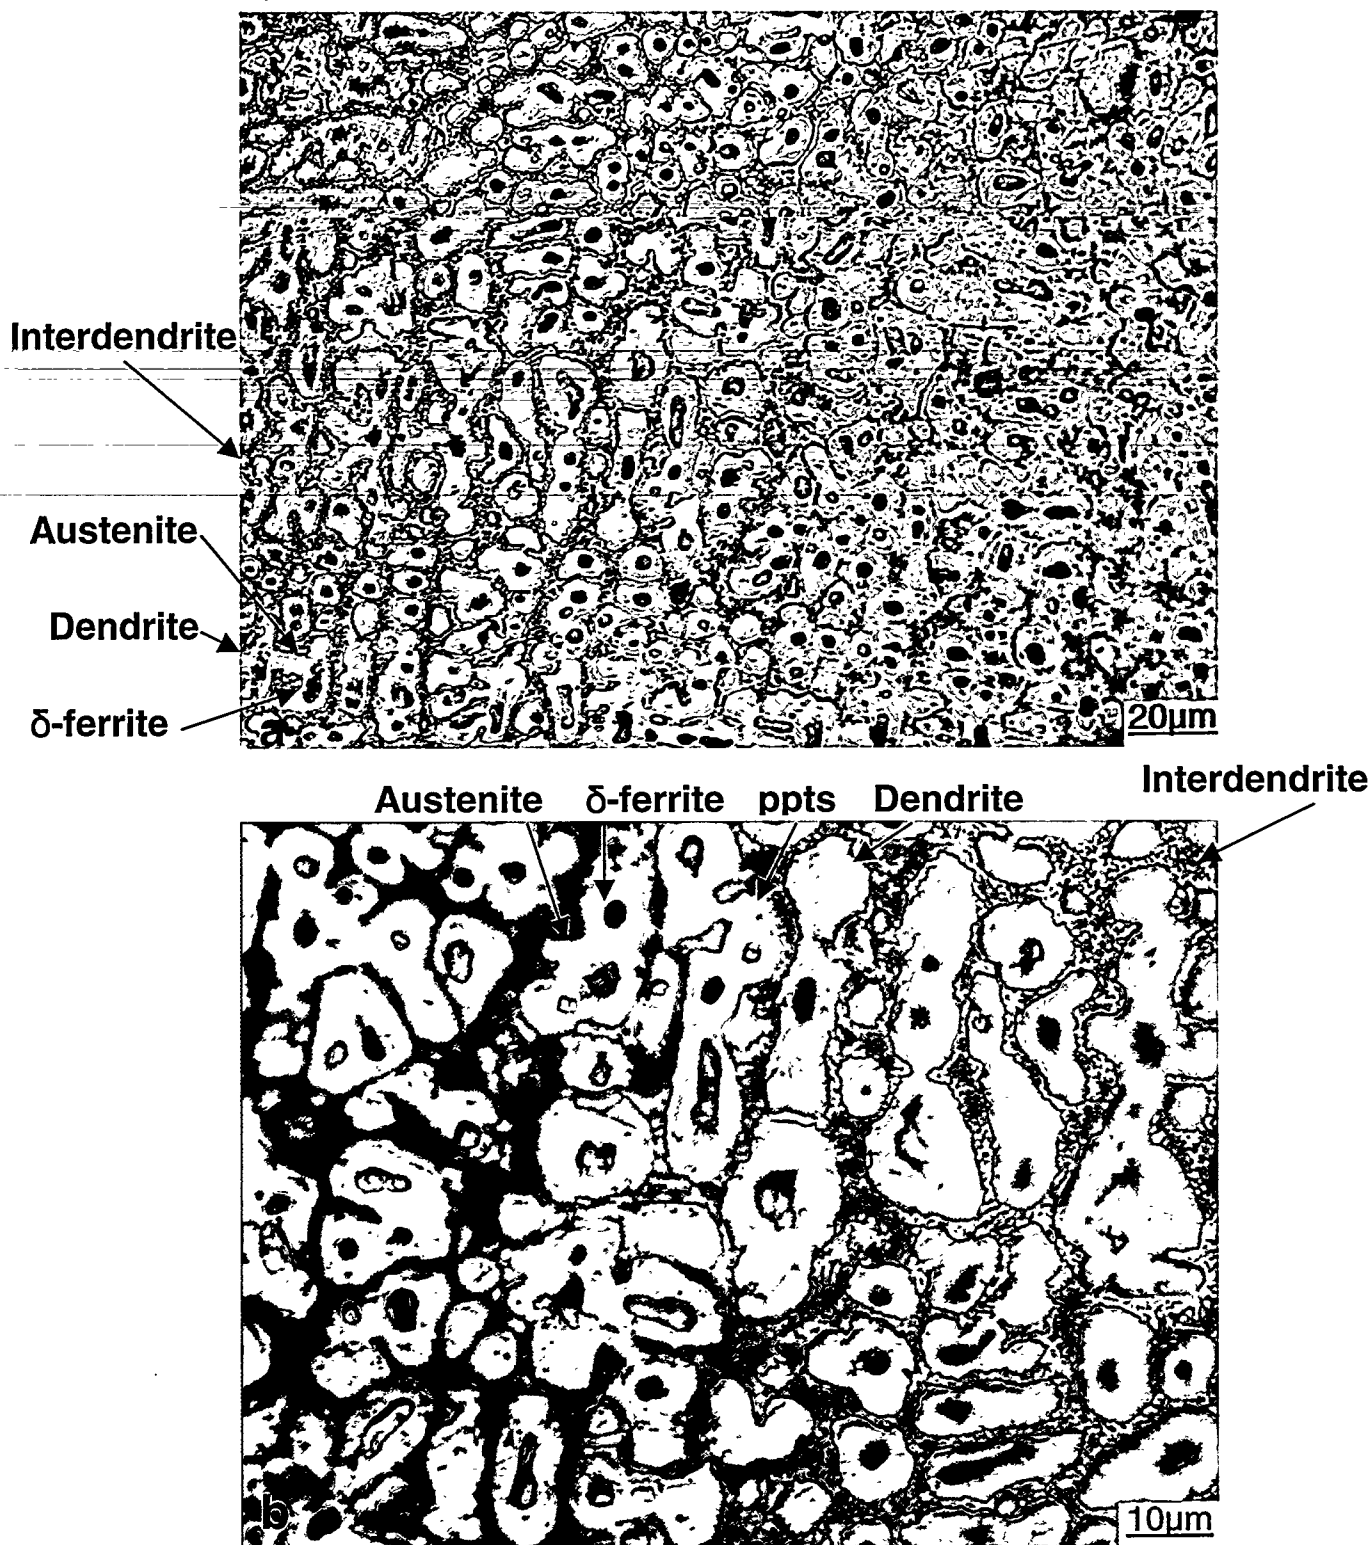 Interdendrite
Austenite
Dendrite
δ-ferrite
a
20µm
Interdendrite
Austenite δ-ferrite ppts Dendrite
b
10µm